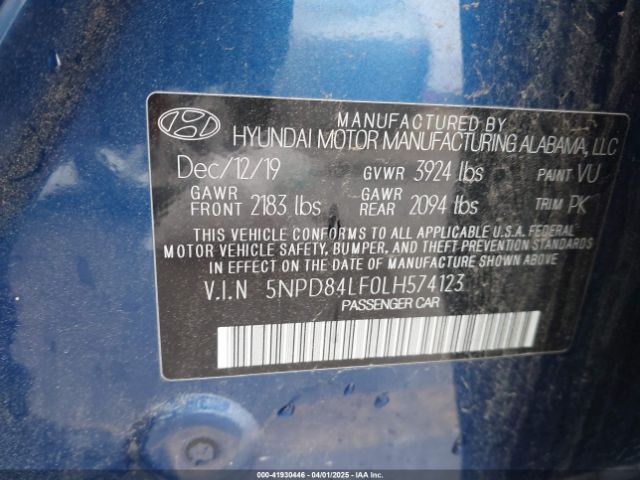 MANUFACTURED BY
HYUNDAI MOTOR MANUFACTURING ALABAMA, LLC
Dec/12/19 GVWR 3924 lbs PAINT VU
GAWR FRONT 2183 lbs GAWR REAR 2094 lbs TRIM PK
THIS VEHICLE CONFORMS TO ALL APPLICABLE U.S.A. FEDERAL
MOTOR VEHICLE SAFETY, BUMPER, AND THEFT PREVENTION STANDARDS
IN EFFECT ON THE DATE OF MANUFACTURE SHOWN ABOVE.
V.I.N 5NPD84LF0LH574123
PASSENGER CAR
000-41930446 - 04/01/2025 - IAA Inc.